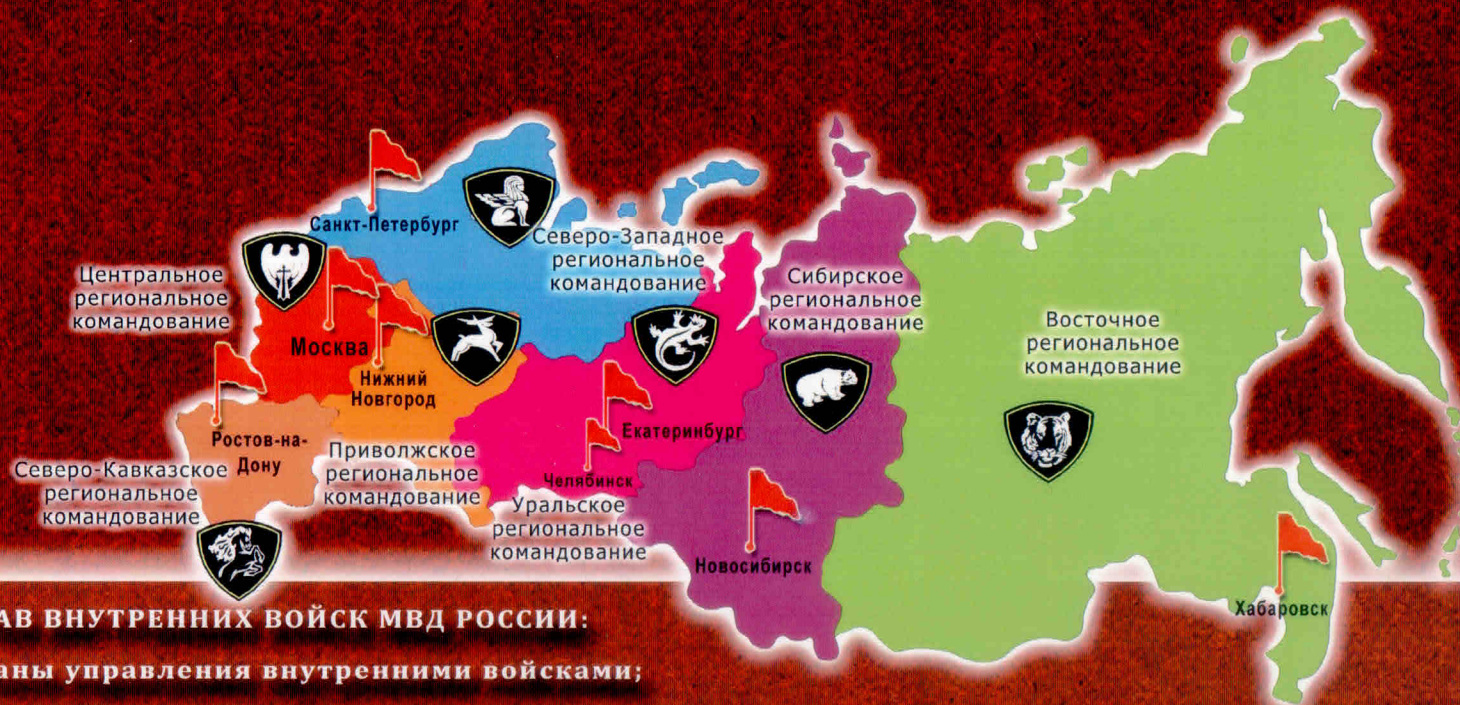 Санкт-Петербург
Северо-Западное
региональное
командование
Центральное
региональное
командование
Москва
Нижний
Новгород
Сибирское
региональное
командование
Восточное
региональное
командование
Ростов-на-
Дону
Северо-Кавказское
региональное
командование
Приволжское
региональное
командование
Екатеринбург
Челябинск
Уральское
региональное
командование
Новосибирск
Хабаровск
АВ ВНУТРЕННИХ ВОЙСК МВД РОССИИ:
аны управления внутренними войсками;